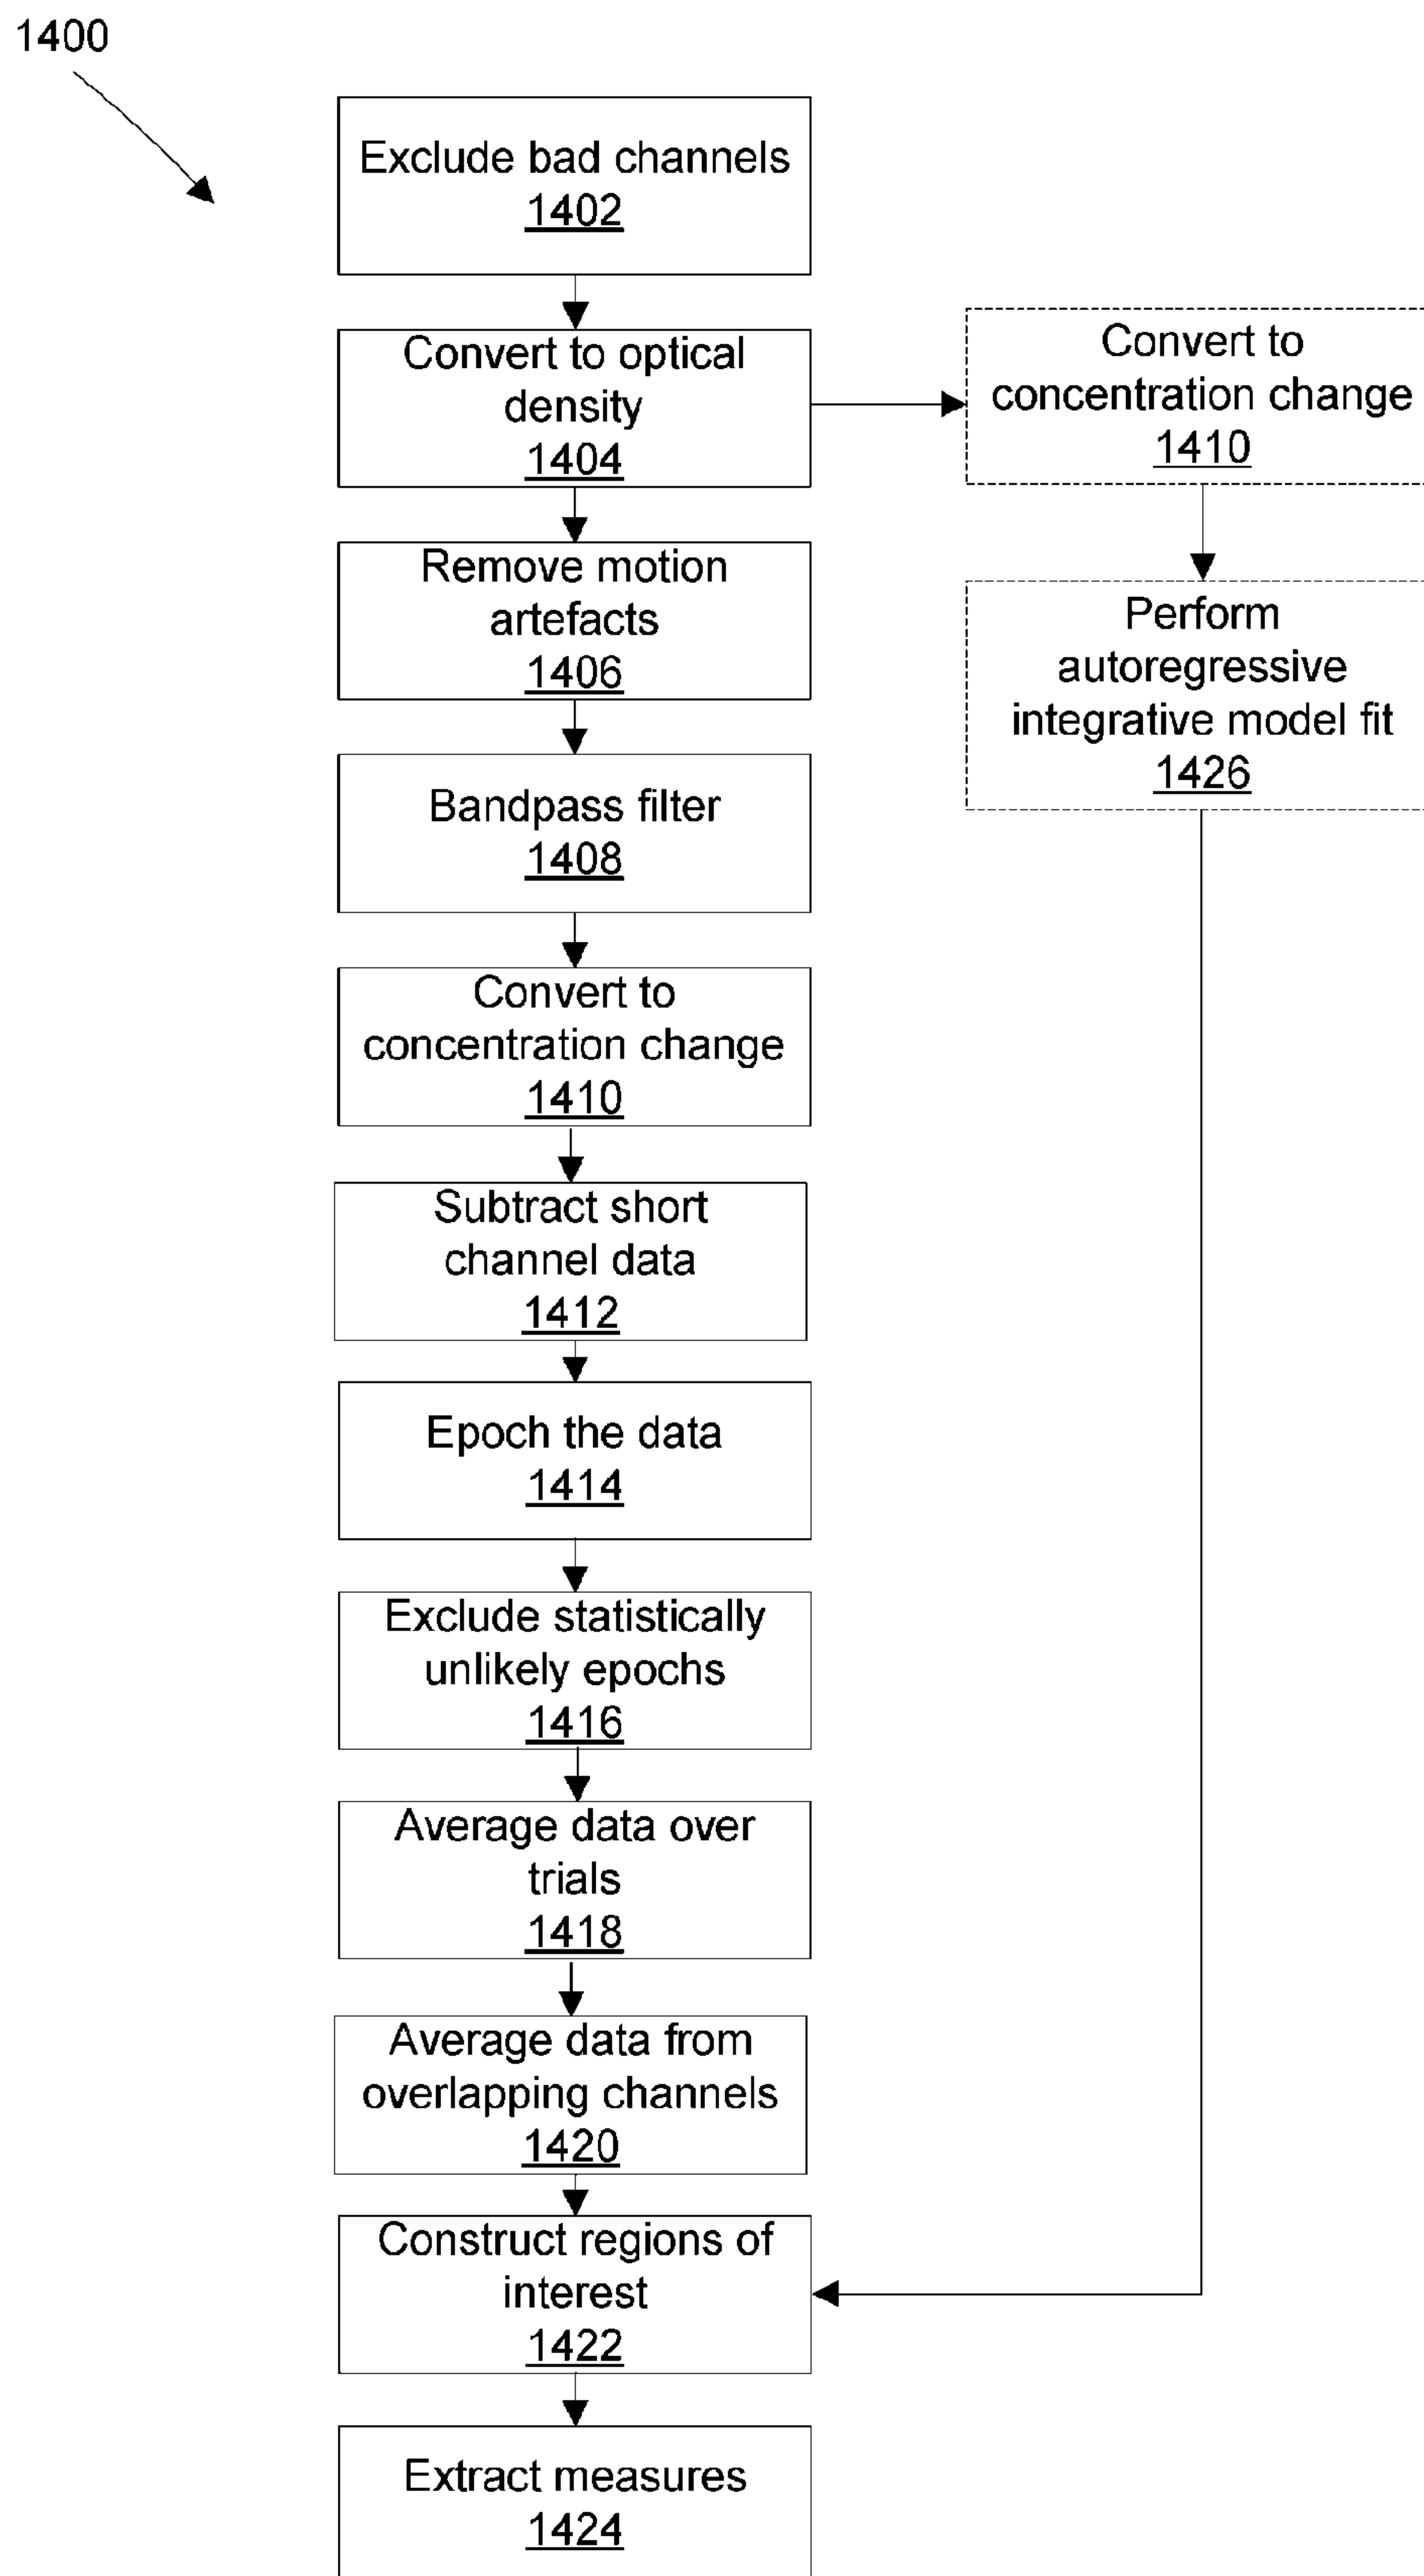 1400
Exclude bad channels
1402
Convert to optical
density
1404
Convert to
concentration change
1410
Remove motion
artefacts
1406
Perform
autoregressive
integrative model fit
1426
Bandpass filter
1408
Convert to
concentration change
1410
Subtract short
channel data
1412
Epoch the data
1414
Exclude statistically
unlikely epochs
1416
Average data over
trials
1418
Average data from
overlapping channels
1420
Construct regions of
interest
1422
Extract measures
1424